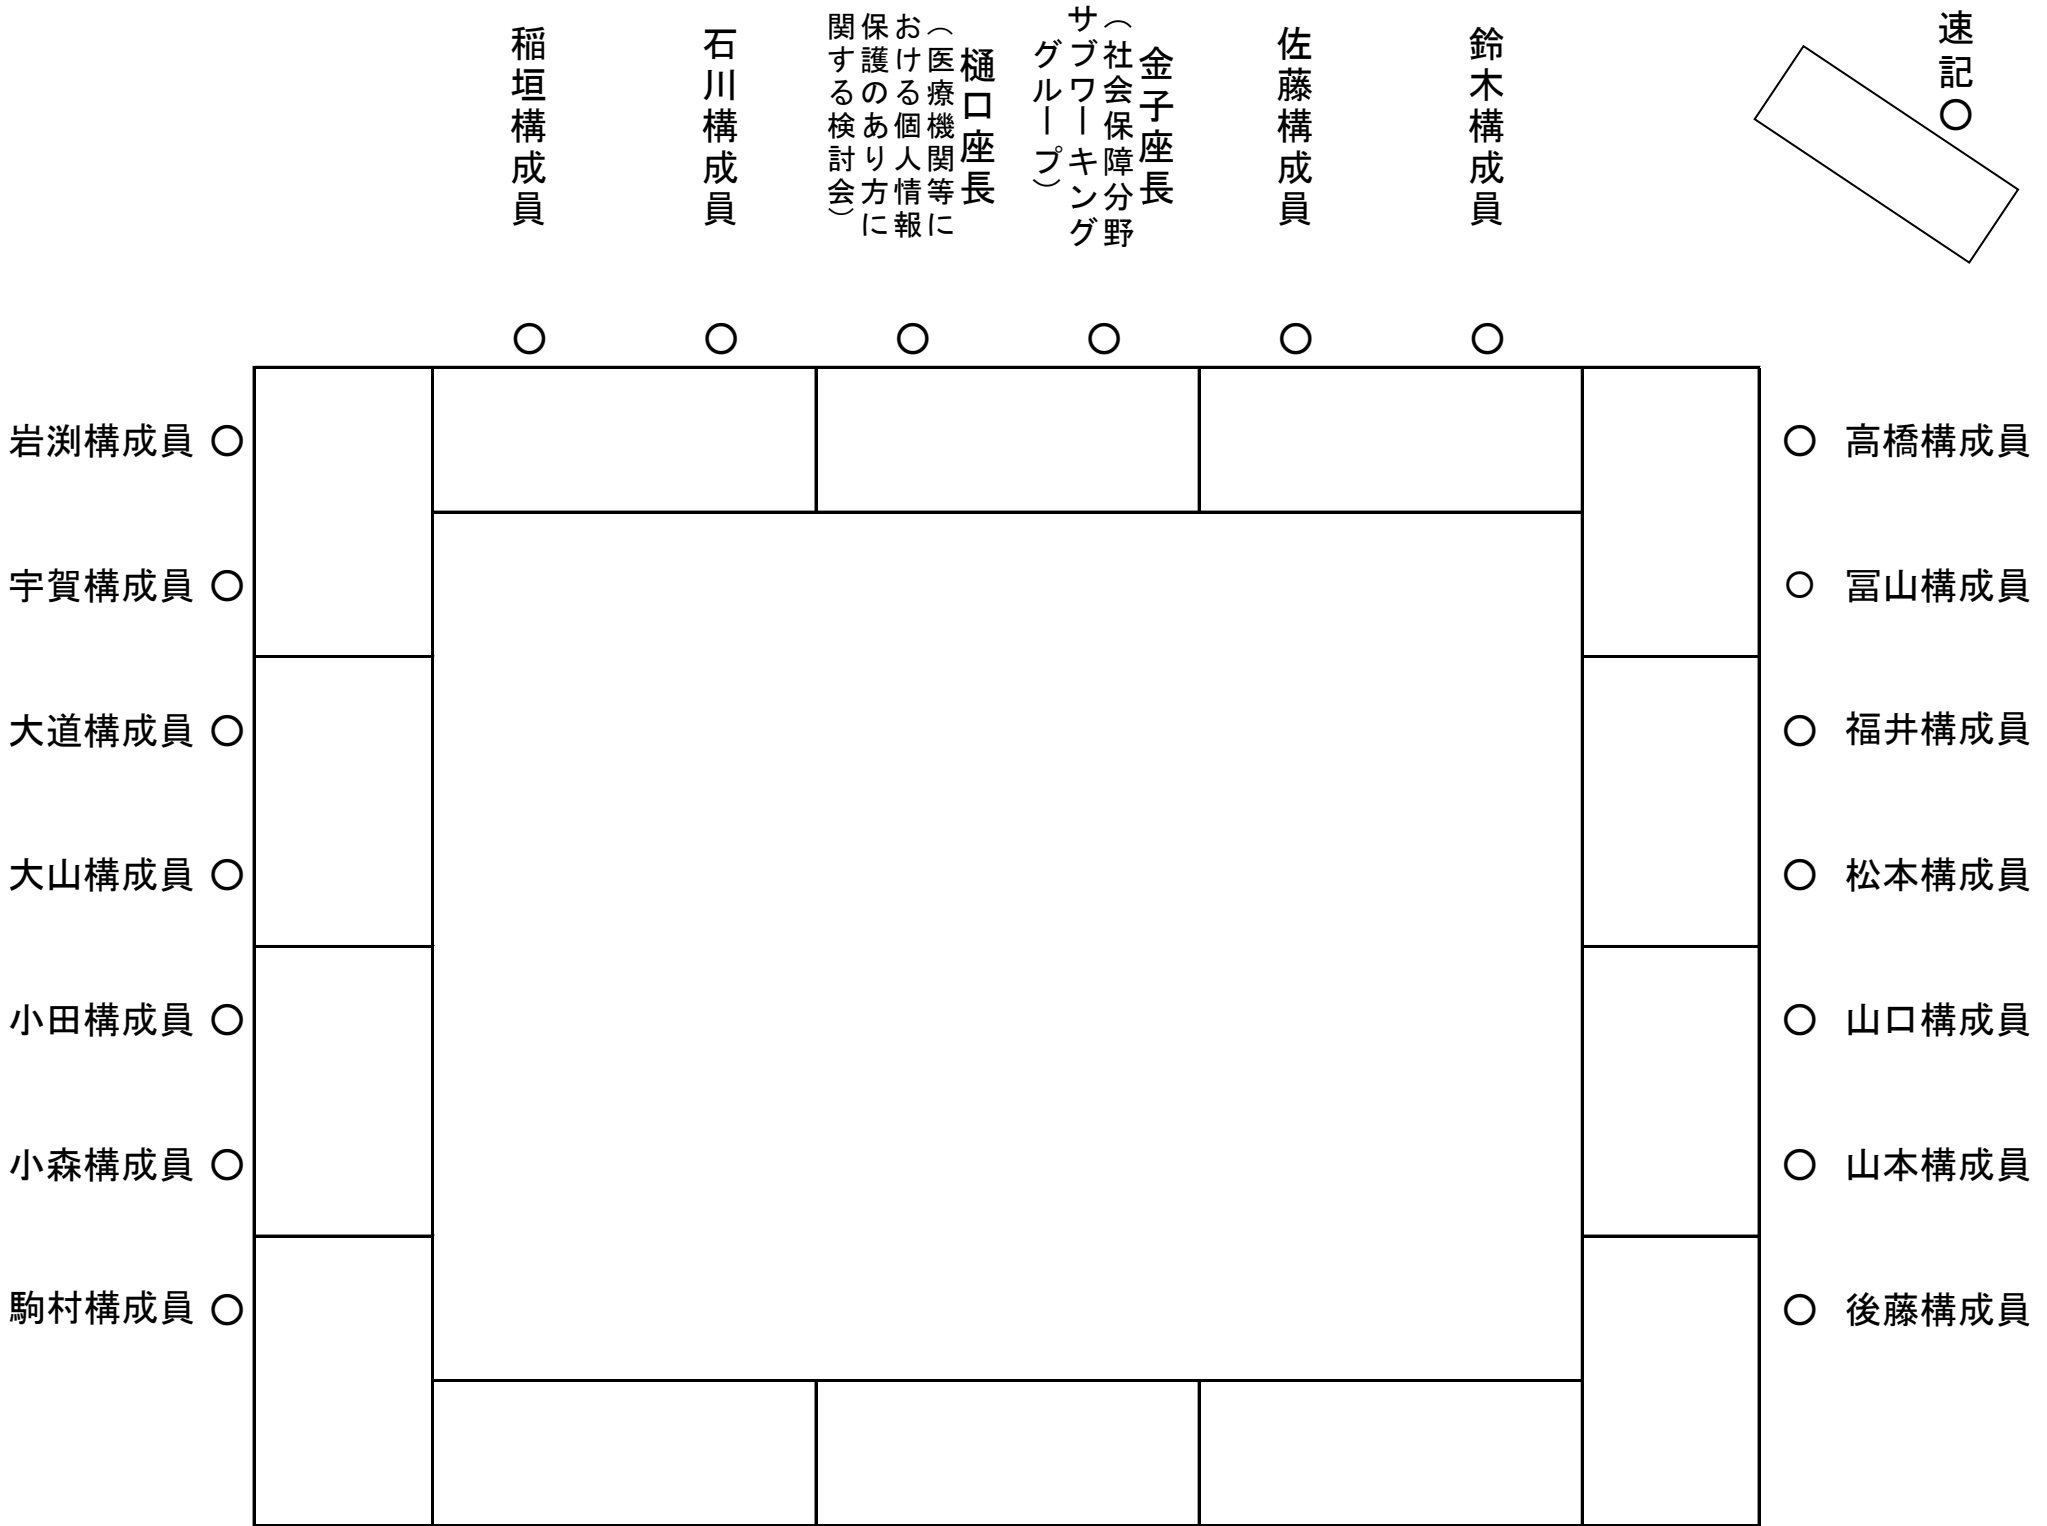 稲垣構成員
石川構成員
樋口座長
（医療機関等に
おける個人情報
保護のあり方に
関する検討会）
金子座長
（社会保障分野
サブワーキング
グループ）
佐藤構成員
鈴木構成員
速記○
○
○
○
○
○
○
岩渕構成員 ○
○ 高橋構成員
宇賀構成員 ○
○ 冨山構成員
大道構成員 ○
○ 福井構成員
大山構成員 ○
○ 松本構成員
小田構成員 ○
○ 山口構成員
小森構成員 ○
○ 山本構成員
駒村構成員 ○
○ 後藤構成員